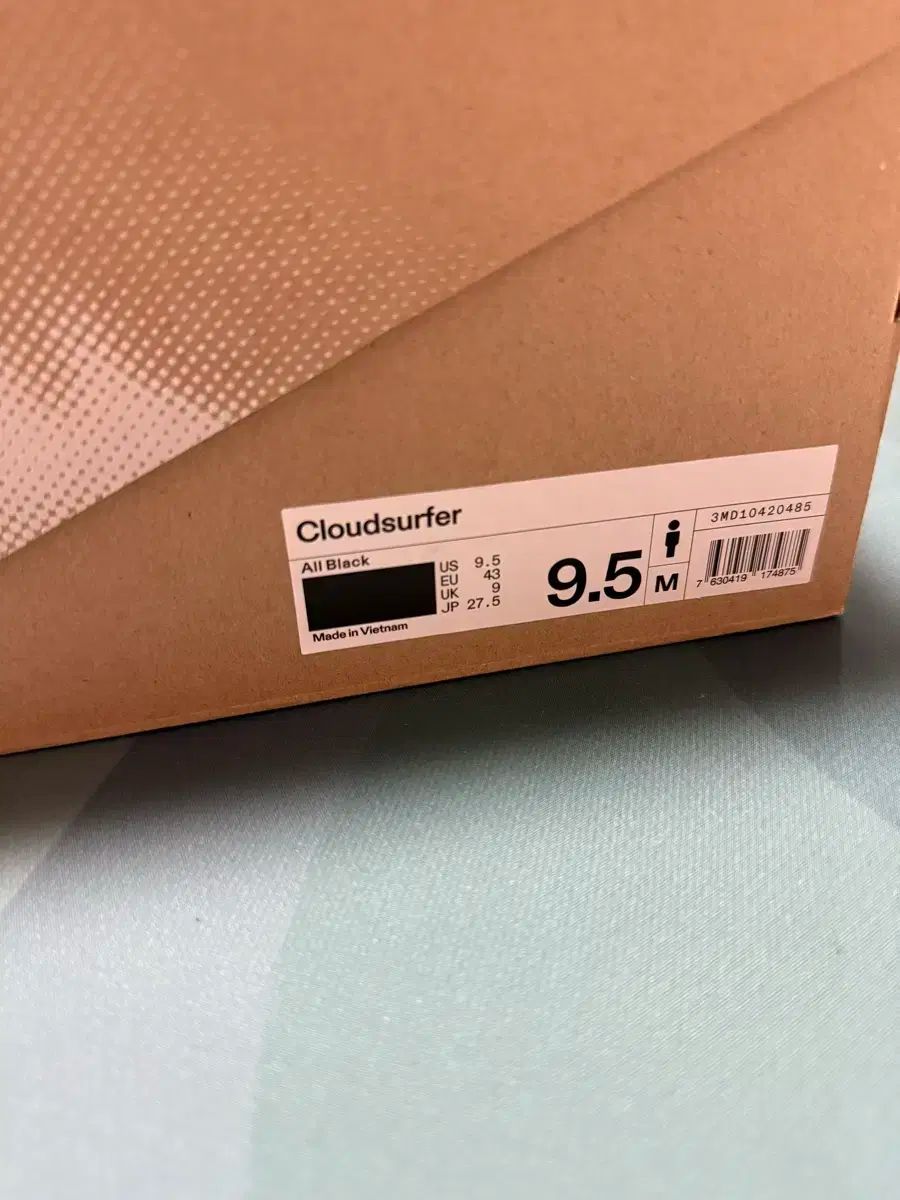 Cloudsurfer
All Black
US 9.5
EU 43
UK 9
JP 27.5
Made in Vietnam
9.5
M
3MD10420485
7 630419 174875